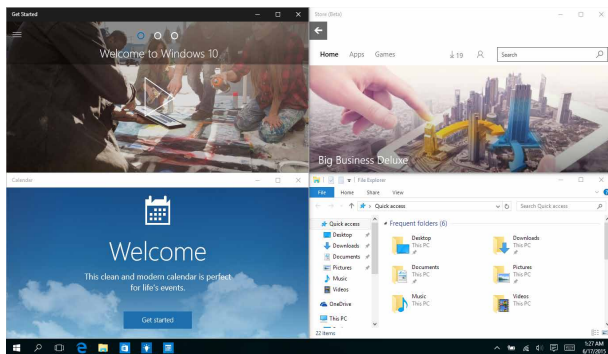 Get Started
Welcome to Windows 10
Store (Beta)
Home Apps Games
19
Search
Big Business Deluxe
Calendar
Welcome
This clean and modern calendar is perfect
for life's events.
Get started
File Explorer
File Home Share View
Quick access
Search Quick access
Quick access
Desktop
Downloads
Documents
Pictures
Music
Videos
OneDrive
This PC
Frequent folders (6)
Desktop
This PC
Downloads
This PC
Documents
This PC
Pictures
This PC
Music
This PC
Videos
This PC
22 items
1:27 AM
6/17/2015